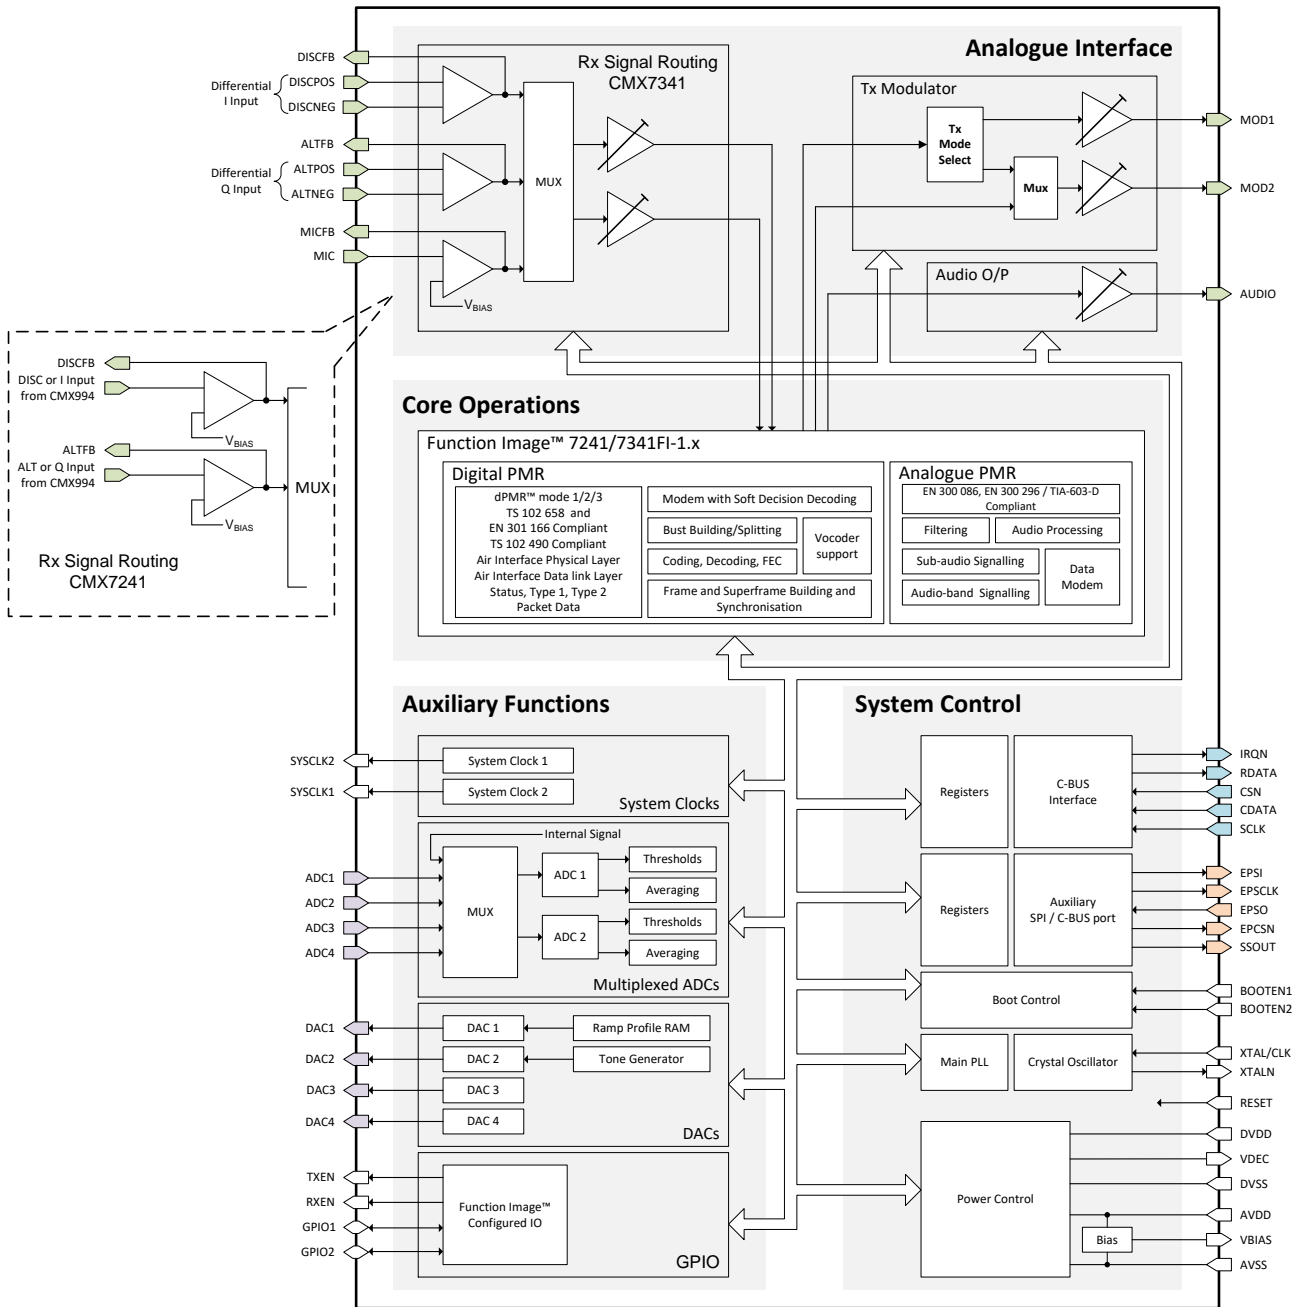 Analogue Interface
DISCFB
Differential
I Input
DISCPOS
DISCNEG
ALTFB
Differential
Q Input
ALTPOS
ALTNEG
MICFB
MIC
Rx Signal Routing
CMX7341
MUX
VBIAS
Tx Modulator
Tx
Mode
Select
Mux
MOD1
MOD2
Audio O/P
AUDIO
DISCFB
DISC or I Input
from CMX994
VBIAS
ALTFB
ALT or Q Input
from CMX994
VBIAS
MUX
Rx Signal Routing
CMX7241
Core Operations
Function Image™ 7241/7341FI-1.x
Digital PMR
dPMR™ mode 1/2/3
TS 102 658 and
EN 301 166 Compliant
TS 102 490 Compliant
Air Interface Physical Layer
Air Interface Data link Layer
Status, Type 1, Type 2
Packet Data
Modem with Soft Decision Decoding
Bust Building/Splitting
Coding, Decoding, FEC
Vocoder
support
Frame and Superframe Building and
Synchronisation
Analogue PMR
EN 300 086, EN 300 296 / TIA-603-D
Compliant
Filtering
Audio Processing
Sub-audio Signalling
Audio-band Signalling
Data
Modem
Auxiliary Functions
SYSCLK2
SYSCLK1
System Clock 1
System Clock 2
System Clocks
Internal Signal
ADC1
ADC2
ADC3
ADC4
MUX
ADC 1
ADC 2
Thresholds
Averaging
Thresholds
Averaging
Multiplexed ADCs
DAC1
DAC2
DAC3
DAC4
DAC 1
DAC 2
DAC 3
DAC 4
Ramp Profile RAM
Tone Generator
DACs
TXEN
RXEN
GPIO1
GPIO2
Function Image™
Configured IO
GPIO
System Control
Registers
C-BUS
Interface
IRQN
RDATA
CSN
CDATA
SCLK
Registers
Auxiliary
SPI / C-BUS port
EPSI
EPSCLK
EPSO
EPCSN
SSOUT
Boot Control
BOOTEN1
BOOTEN2
Main PLL
Crystal Oscillator
XTAL/CLK
XTALN
RESET
Power Control
Bias
DVDD
VDEC
DVSS
AVDD
VBIAS
AVSS